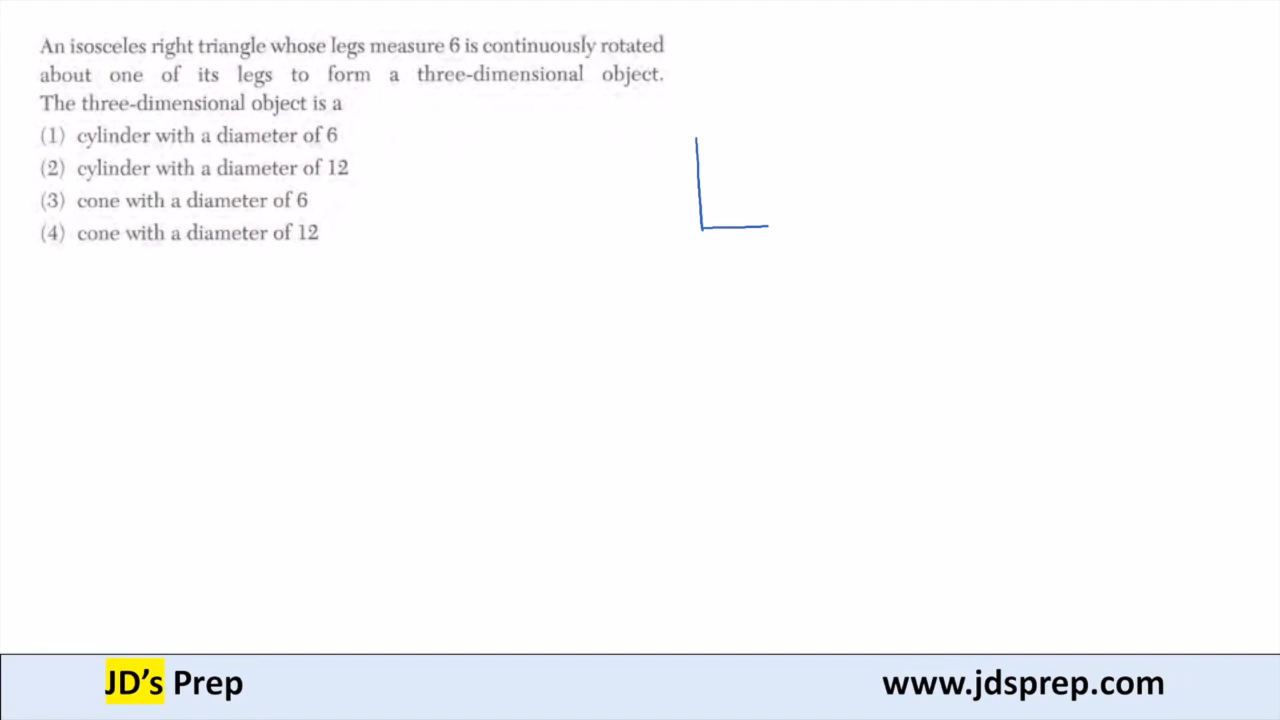 An isosceles right triangle whose legs measure 6 is continuously rotated
about one of its legs to form a three-dimensional object.
The three-dimensional object is a
(1) cylinder with a diameter of 6
(2) cylinder with a diameter of 12
(3) cone with a diameter of 6
(4) cone with a diameter of 12
JD's Prep
www.jdsprep.com